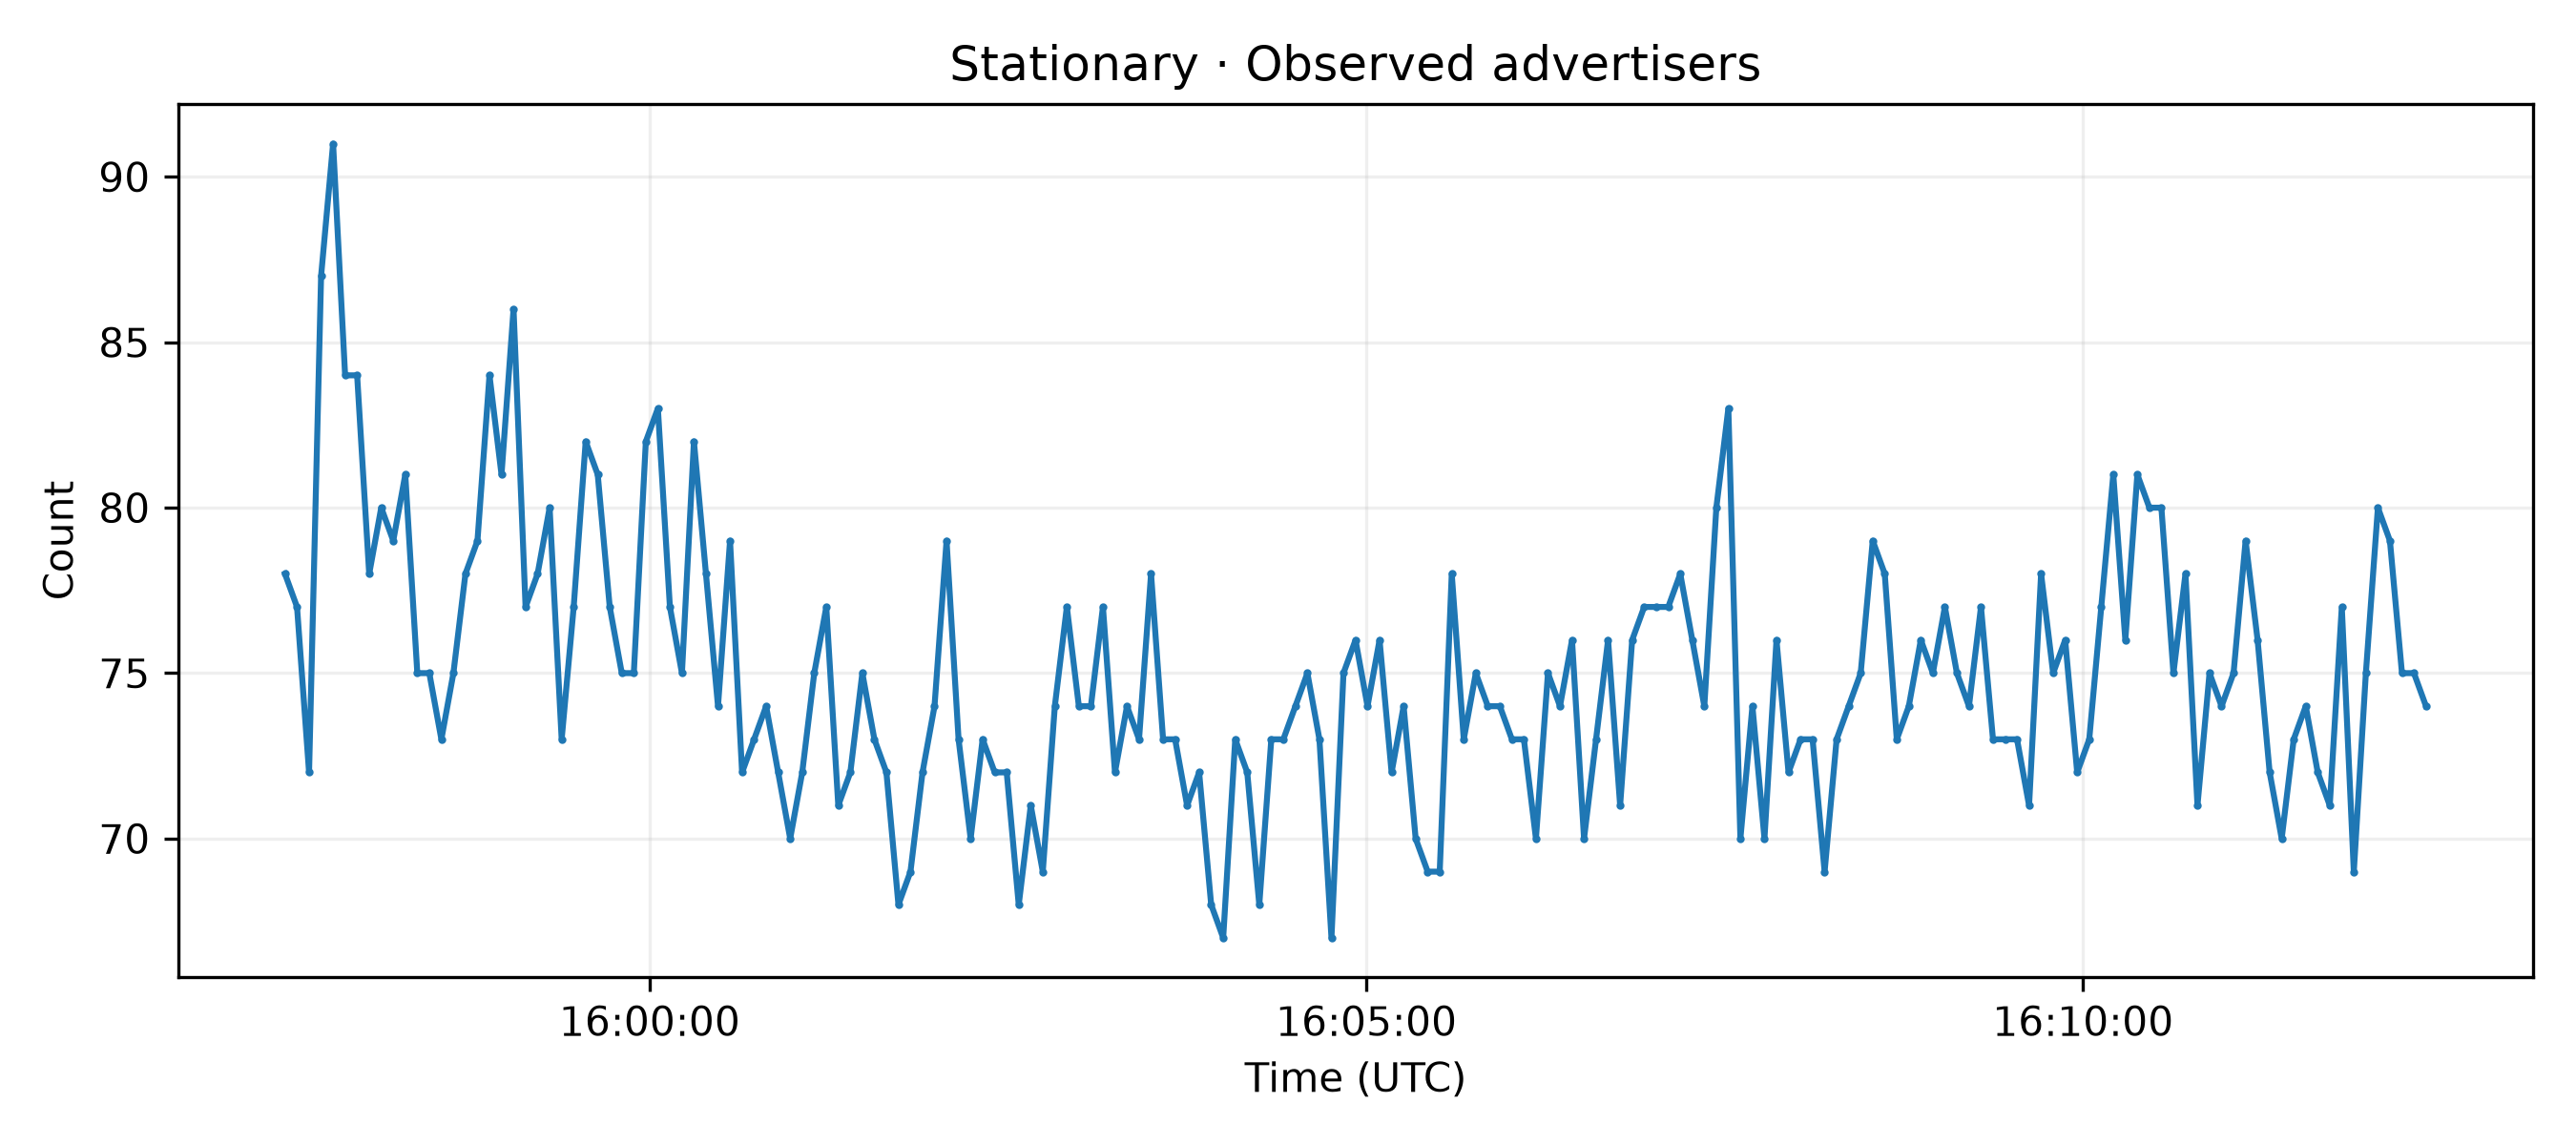 Stationary · Observed advertisers
90
85
80
75
70
Count
16:00:00
16:05:00
16:10:00
Time (UTC)